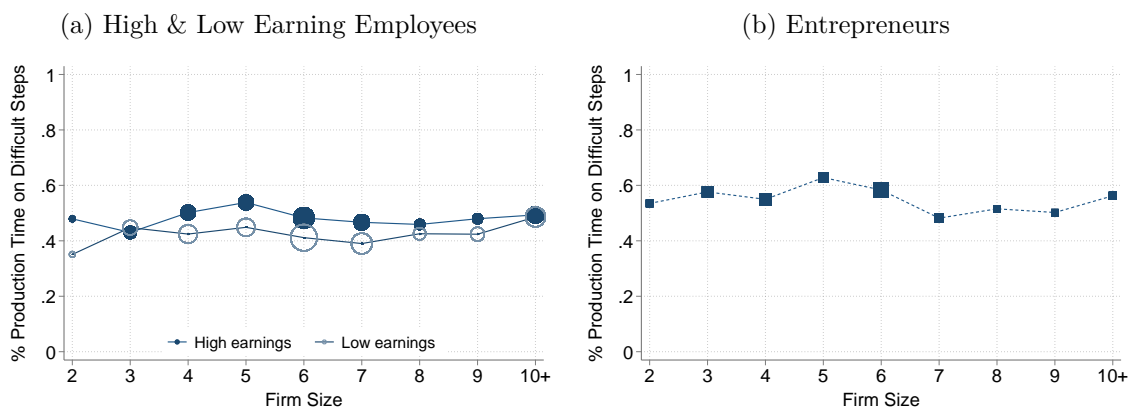 (a) High & Low Earning Employees
% Production Time on Difficult Steps
1
.8
.6
.4
.2
0
High earnings
Low earnings
2 3 4 5 6 7 8 9 10+
Firm Size
(b) Entrepreneurs
% Production Time on Difficult Steps
1
.8
.6
.4
.2
0
2 3 4 5 6 7 8 9 10+
Firm Size